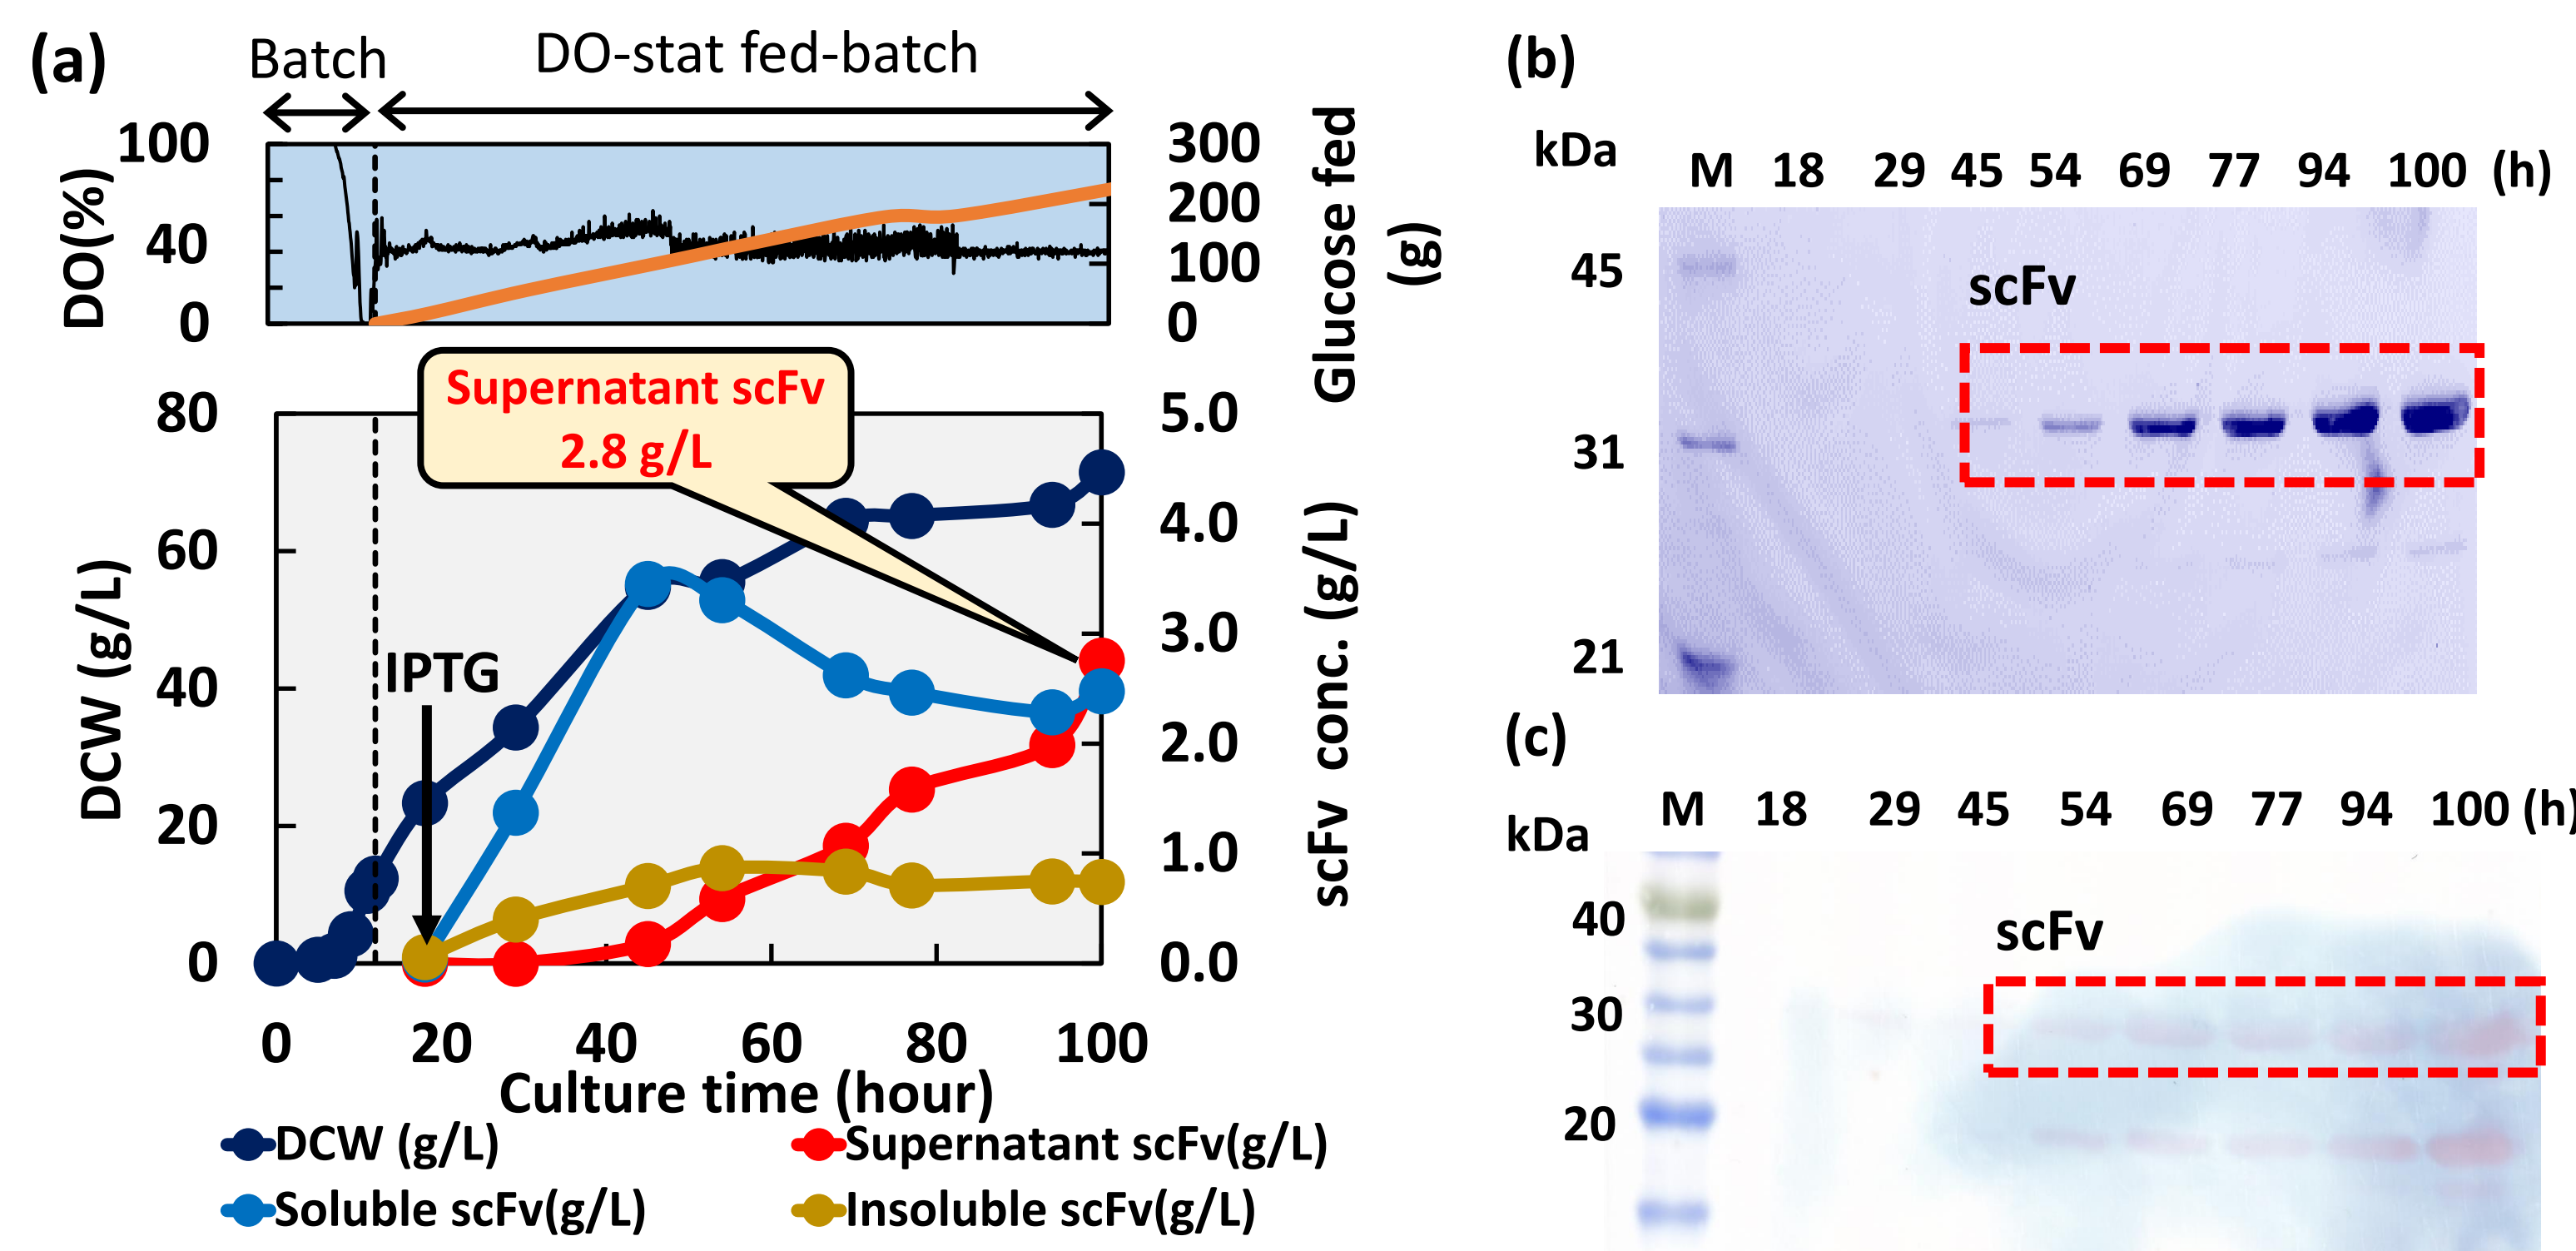 (a)
Batch
DO-stat fed-batch
DO(%)
100
40
0
300
200
100
0
Glucose fed
(g)
Supernatant scFv
2.8 g/L
DCW (g/L)
80
60
40
20
0
IPTG
5.0
4.0
3.0
2.0
1.0
0.0
scFv conc. (g/L)
0 20 40 60 80 100
Culture time (hour)
DCW (g/L)
Supernatant scFv(g/L)
Soluble scFv(g/L)
Insoluble scFv(g/L)
(b)
kDa
M 18 29 45 54 69 77 94 100 (h)
45
scFv
31
21
(c)
M 18 29 45 54 69 77 94 100 (h)
kDa
40
scFv
30
20